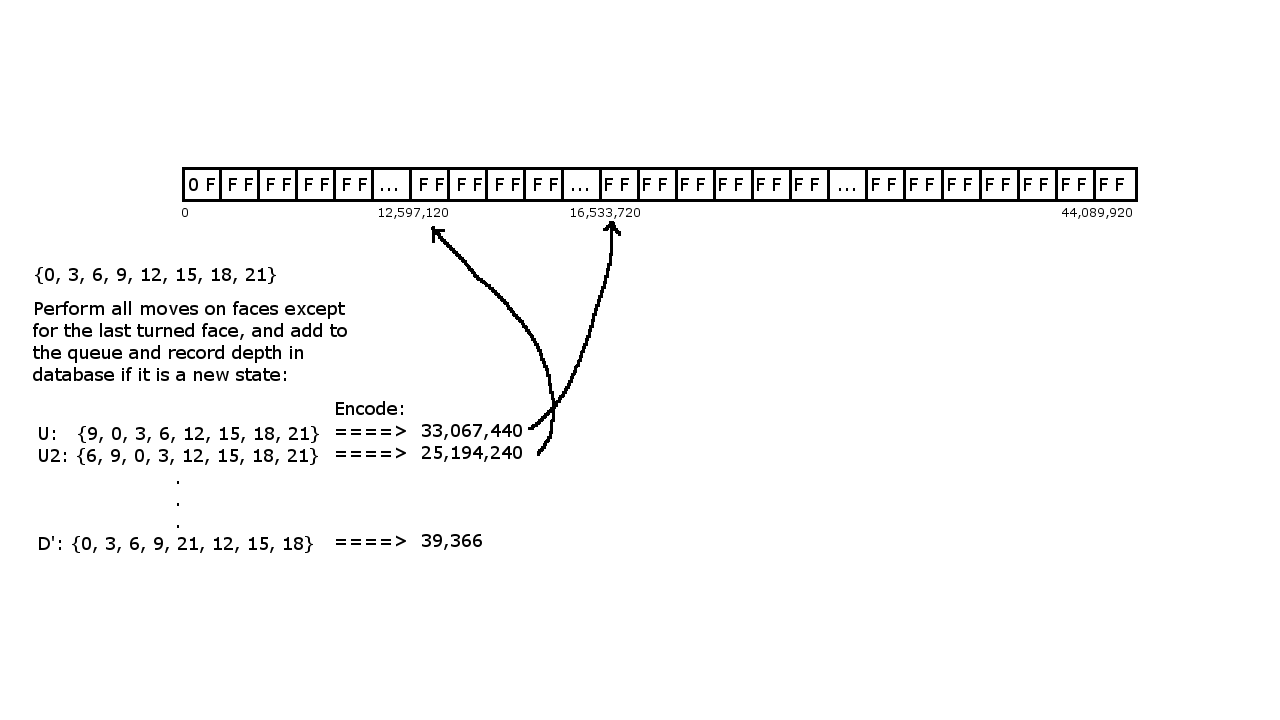 0 F F F F F F F F F ... F F F F F F F F ... F F F F F F F F F F F F ... F F F F F F F F F F F F F F
0 12,597,120 16,533,720 44,089,920
{0, 3, 6, 9, 12, 15, 18, 21}
Perform all moves on faces except
for the last turned face, and add to
the queue and record depth in
database if it is a new state:
Encode:
U: {9, 0, 3, 6, 12, 15, 18, 21} ====> 33,067,440
U2: {6, 9, 0, 3, 12, 15, 18, 21} ====> 25,194,240
.
.
.
D': {0, 3, 6, 9, 21, 12, 15, 18} ====> 39,366